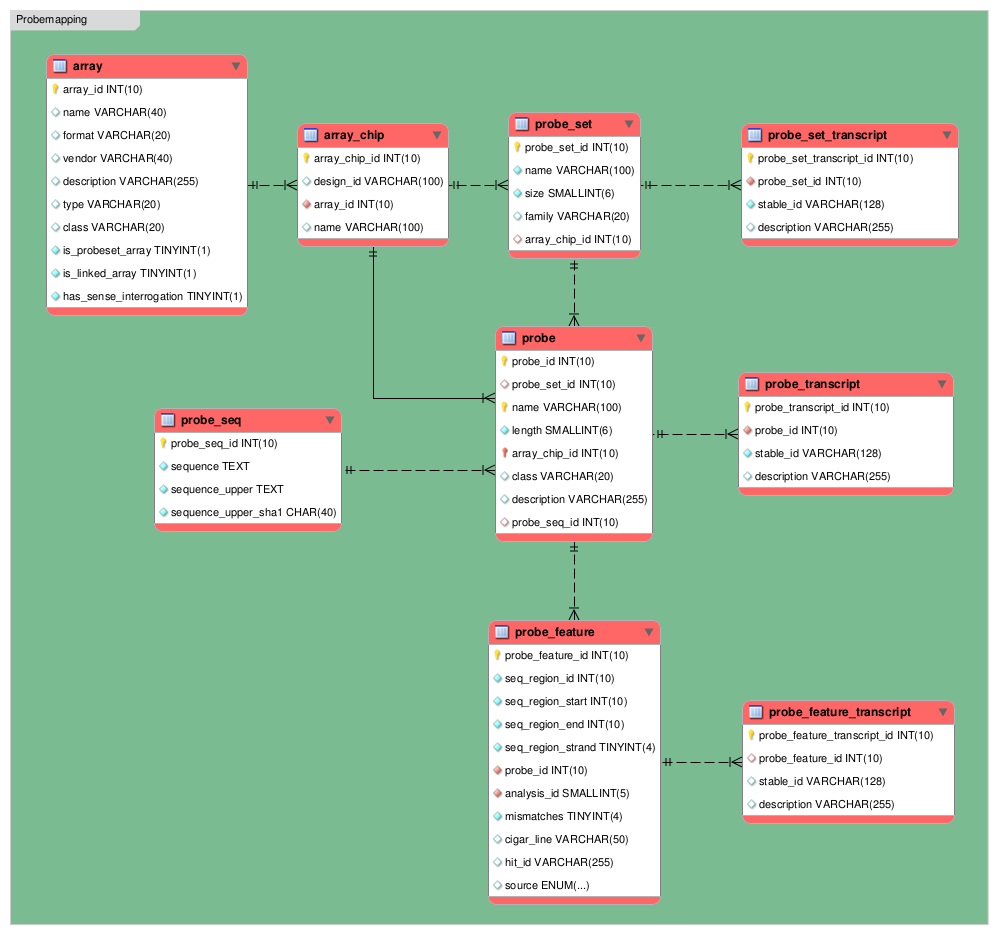 Probemapping
array
array_id INT(10)
name VARCHAR(40)
format VARCHAR(20)
vendor VARCHAR(40)
description VARCHAR(255)
type VARCHAR(20)
class VARCHAR(20)
is_probeset_array TINYINT(1)
is_linked_array TINYINT(1)
has_sense_interrogation TINYINT(1)
array_chip
array_chip_id INT(10)
design_id VARCHAR(100)
array_id INT(10)
name VARCHAR(100)
probe_set
probe_set_id INT(10)
name VARCHAR(100)
size SMALLINT(6)
family VARCHAR(20)
array_chip_id INT(10)
probe_set_transcript
probe_set_transcript_id INT(10)
probe_set_id INT(10)
stable_id VARCHAR(128)
description VARCHAR(255)
probe_seq
probe_seq_id INT(10)
sequence TEXT
sequence_upper TEXT
sequence_upper_sha1 CHAR(40)
probe
probe_id INT(10)
probe_set_id INT(10)
name VARCHAR(100)
length SMALLINT(6)
array_chip_id INT(10)
class VARCHAR(20)
description VARCHAR(255)
probe_seq_id INT(10)
probe_transcript
probe_transcript_id INT(10)
probe_id INT(10)
stable_id VARCHAR(128)
description VARCHAR(255)
probe_feature
probe_feature_id INT(10)
seq_region_id INT(10)
seq_region_start INT(10)
seq_region_end INT(10)
seq_region_strand TINYINT(4)
probe_id INT(10)
analysis_id SMALLINT(5)
mismatches TINYINT(4)
cigar_line VARCHAR(50)
hit_id VARCHAR(255)
source ENUM(...)
probe_feature_transcript
probe_feature_transcript_id INT(10)
probe_feature_id INT(10)
stable_id VARCHAR(128)
description VARCHAR(255)